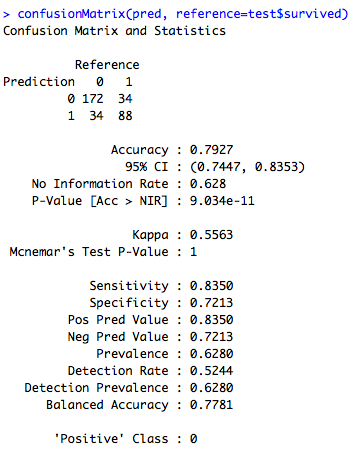 > confusionMatrix(pred, reference=test$survived)
Confusion Matrix and Statistics

          Reference
Prediction   0   1
         0 172  34
         1  34  88

               Accuracy : 0.7927
                 95% CI : (0.7447, 0.8353)
    No Information Rate : 0.628
    P-Value [Acc > NIR] : 9.034e-11

                  Kappa : 0.5563
 Mcnemar's Test P-Value : 1

            Sensitivity : 0.8350
            Specificity : 0.7213
         Pos Pred Value : 0.8350
         Neg Pred Value : 0.7213
             Prevalence : 0.6280
         Detection Rate : 0.5244
   Detection Prevalence : 0.6280
      Balanced Accuracy : 0.7781

       'Positive' Class : 0